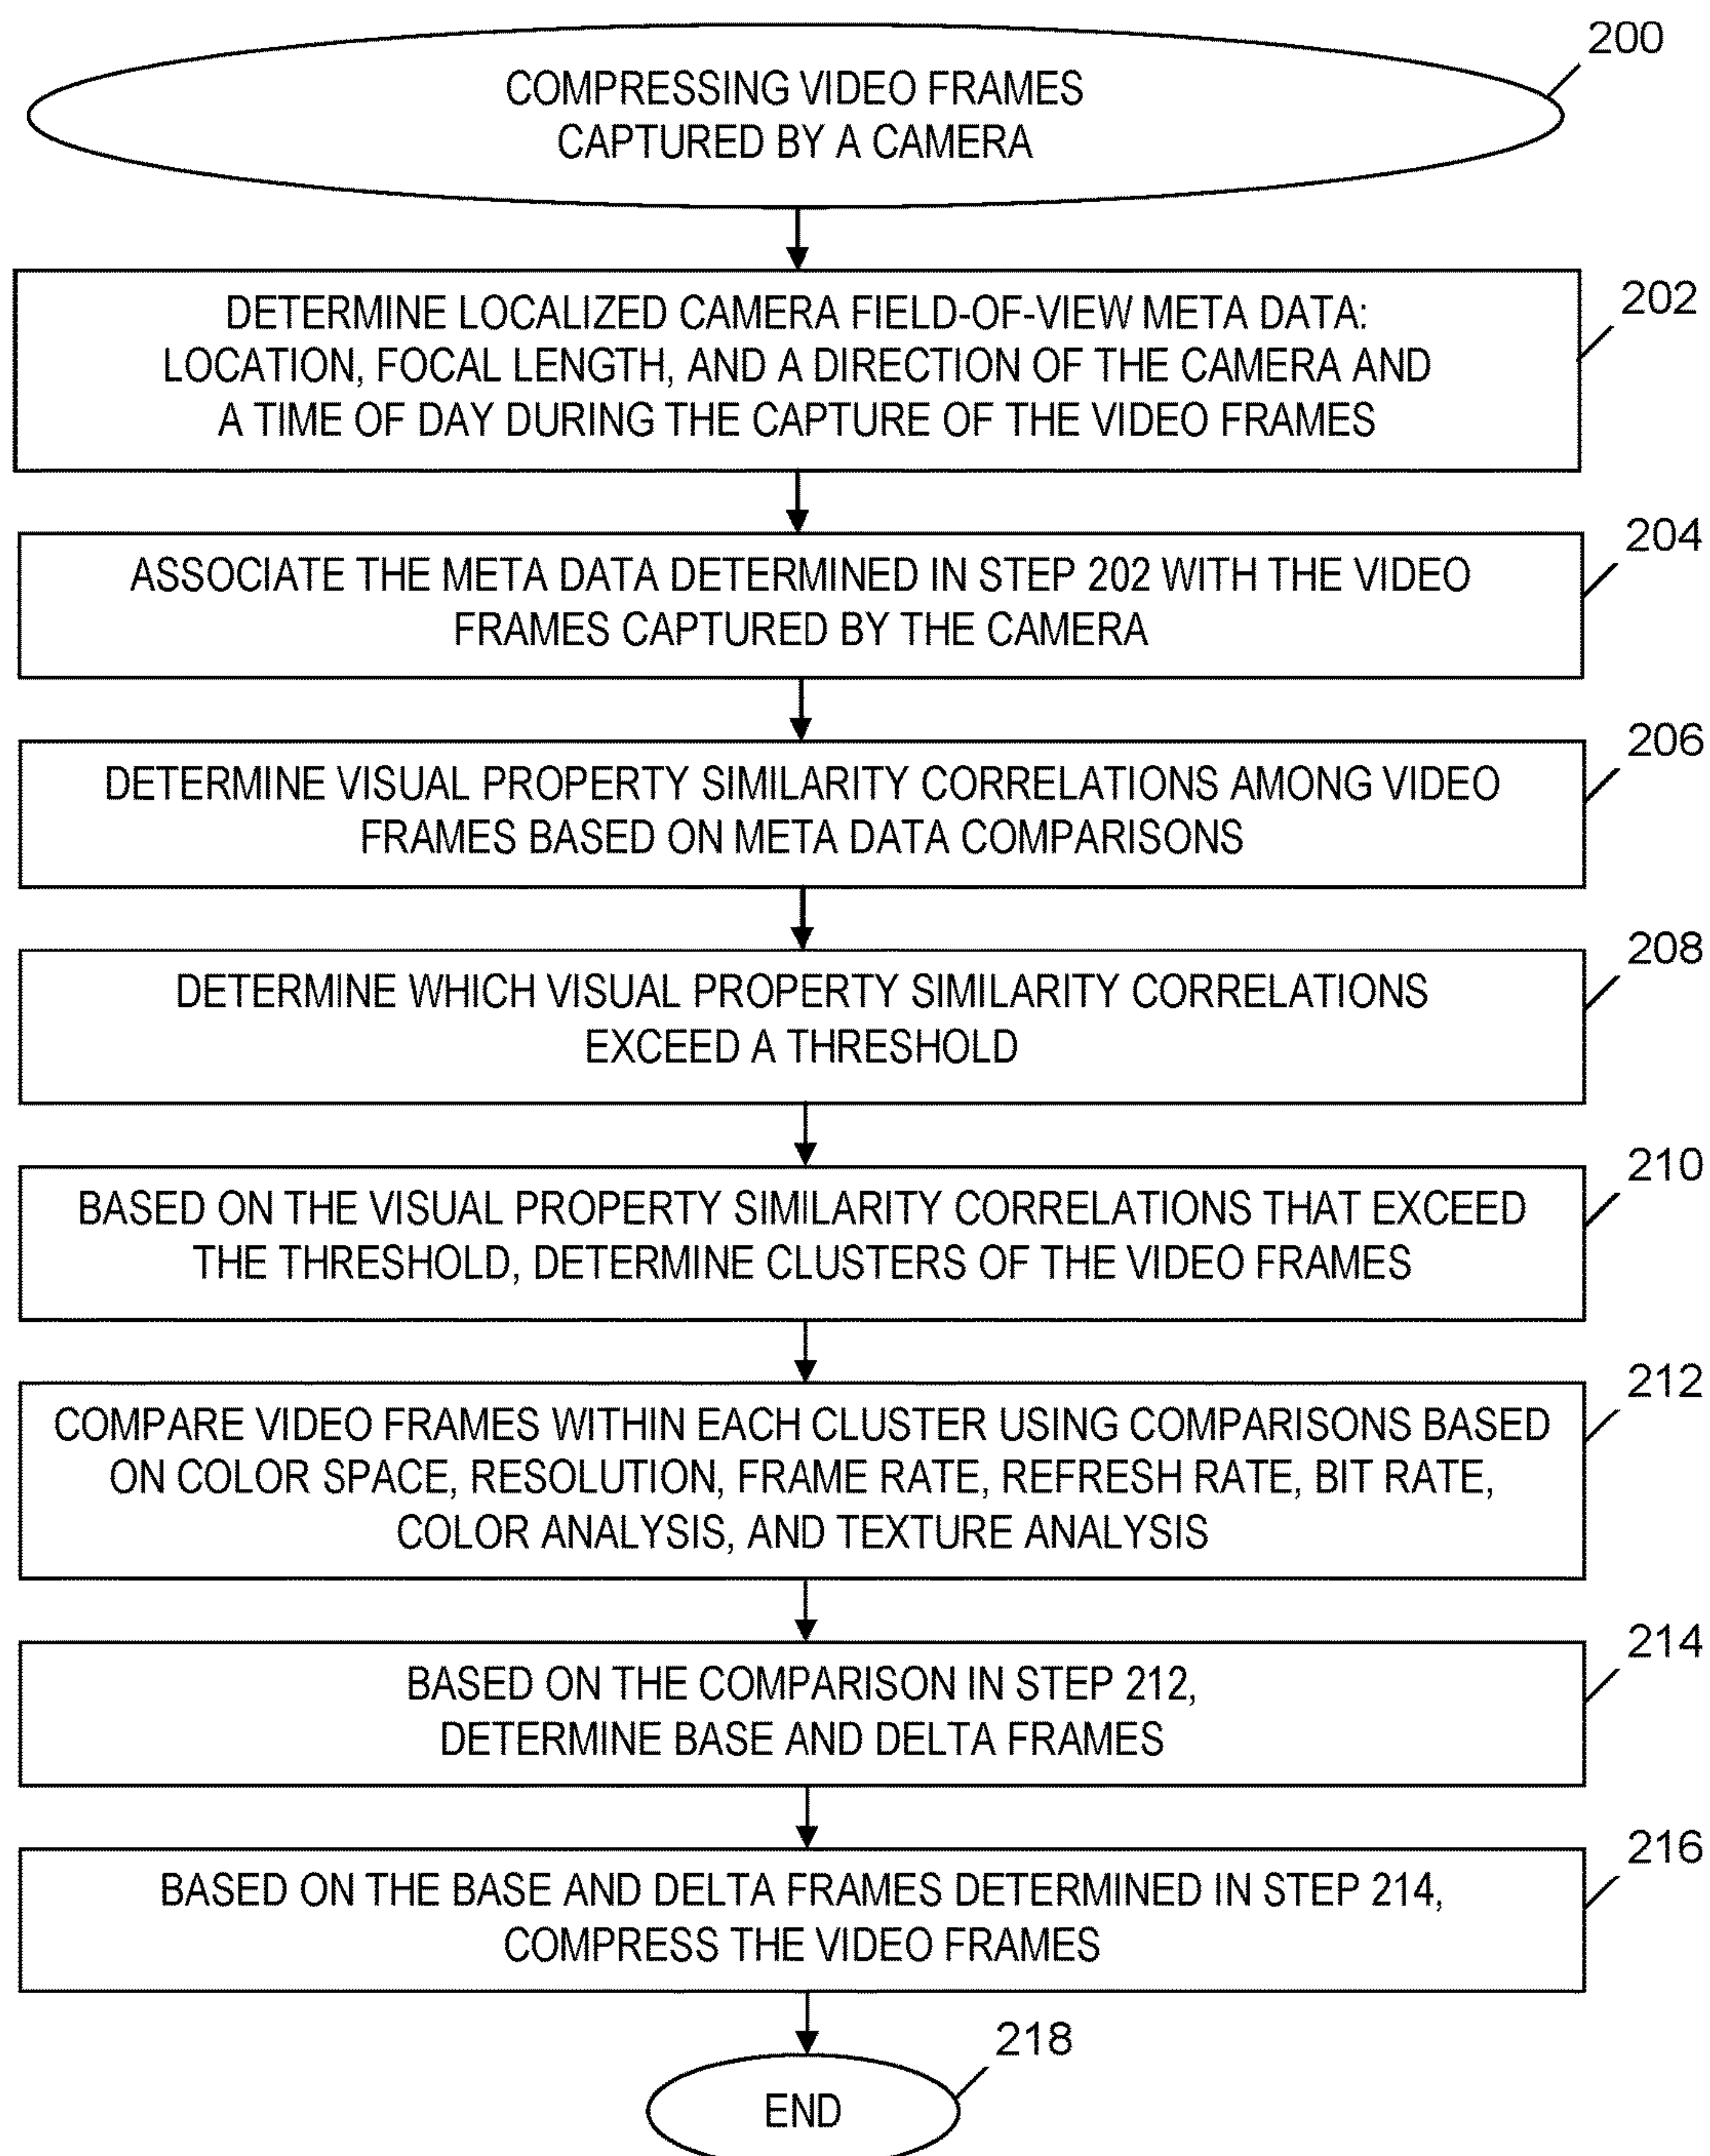 200
COMPRESSING VIDEO FRAMES
CAPTURED BY A CAMERA
202
DETERMINE LOCALIZED CAMERA FIELD-OF-VIEW META DATA:
LOCATION, FOCAL LENGTH, AND A DIRECTION OF THE CAMERA AND
A TIME OF DAY DURING THE CAPTURE OF THE VIDEO FRAMES
204
ASSOCIATE THE META DATA DETERMINED IN STEP 202 WITH THE VIDEO
FRAMES CAPTURED BY THE CAMERA
206
DETERMINE VISUAL PROPERTY SIMILARITY CORRELATIONS AMONG VIDEO
FRAMES BASED ON META DATA COMPARISONS
208
DETERMINE WHICH VISUAL PROPERTY SIMILARITY CORRELATIONS
EXCEED A THRESHOLD
210
BASED ON THE VISUAL PROPERTY SIMILARITY CORRELATIONS THAT EXCEED
THE THRESHOLD, DETERMINE CLUSTERS OF THE VIDEO FRAMES
212
COMPARE VIDEO FRAMES WITHIN EACH CLUSTER USING COMPARISONS BASED
ON COLOR SPACE, RESOLUTION, FRAME RATE, REFRESH RATE, BIT RATE,
COLOR ANALYSIS, AND TEXTURE ANALYSIS
214
BASED ON THE COMPARISON IN STEP 212,
DETERMINE BASE AND DELTA FRAMES
216
BASED ON THE BASE AND DELTA FRAMES DETERMINED IN STEP 214,
COMPRESS THE VIDEO FRAMES
218
END